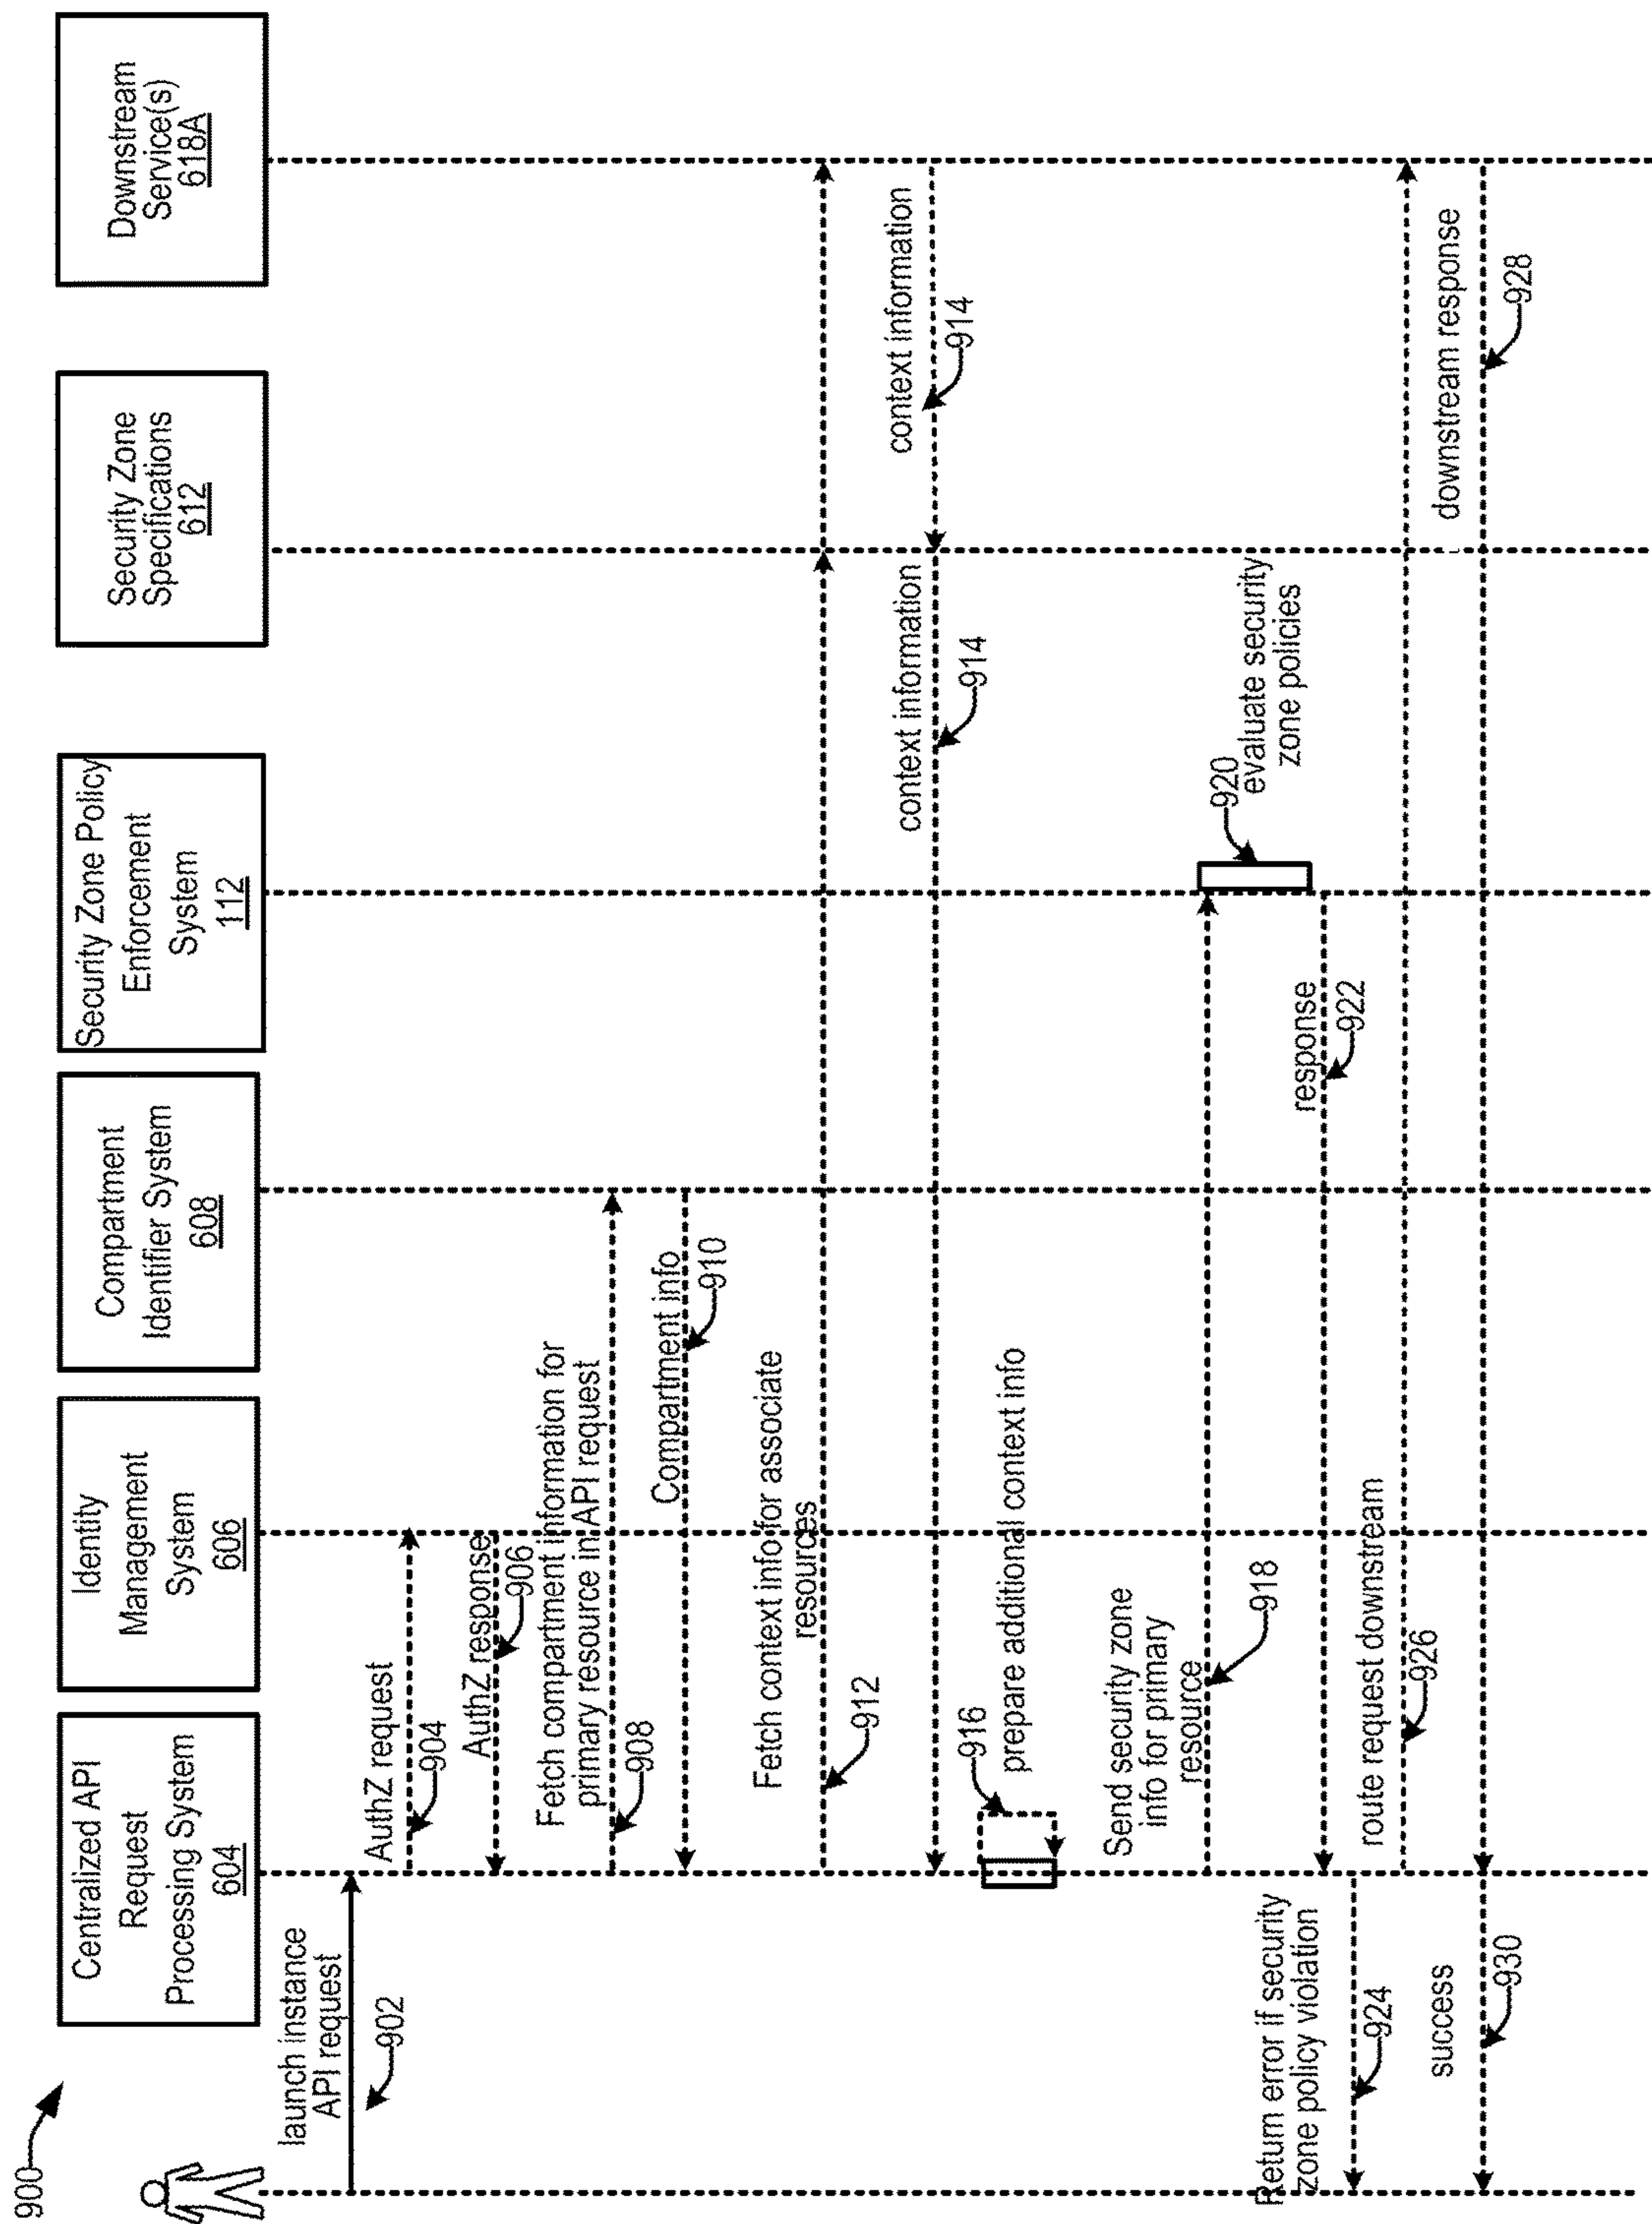 900
Centralized API
Request
Processing System
604
Identity
Management
System
606
Compartment
Identifier System
608
Security Zone Policy
Enforcement
System
112
Security Zone
Specifications
612
Downstream
Service(s)
618A
launch instance
API request
902
AuthZ request
904
AuthZ response
906
Fetch compartment information for
primary resource in API request
908
Compartment info
910
Fetch context info for associate
resources
912
context information
914
context information
914
916
prepare additional context info
Send security zone
info for primary
resource
918
920
evaluate security
zone policies
response
922
Return error if security
zone policy violation
924
route request downstream
926
downstream response
928
success
930